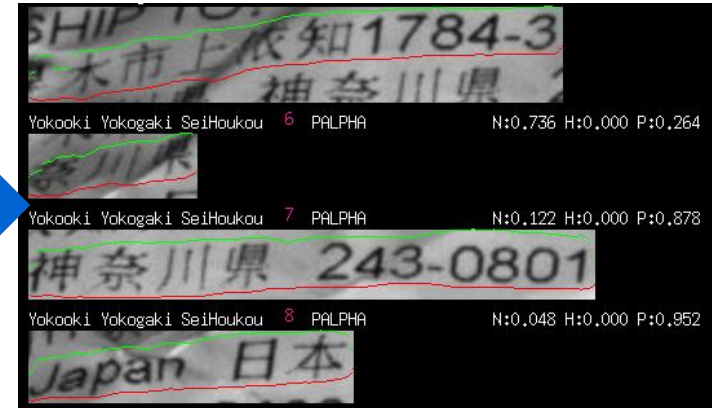 SHIP TO:
木市上依知1784-3
神奈川県 2
Yokooki Yokogaki SeiHoukou 6 PALPHA N:0.736 H:0.000 P:0.264
奈川県
Yokooki Yokogaki SeiHoukou 7 PALPHA N:0.122 H:0.000 P:0.878
神奈川県 243-0801
Yokooki Yokogaki SeiHoukou 8 PALPHA N:0.048 H:0.000 P:0.952
Japan 日本